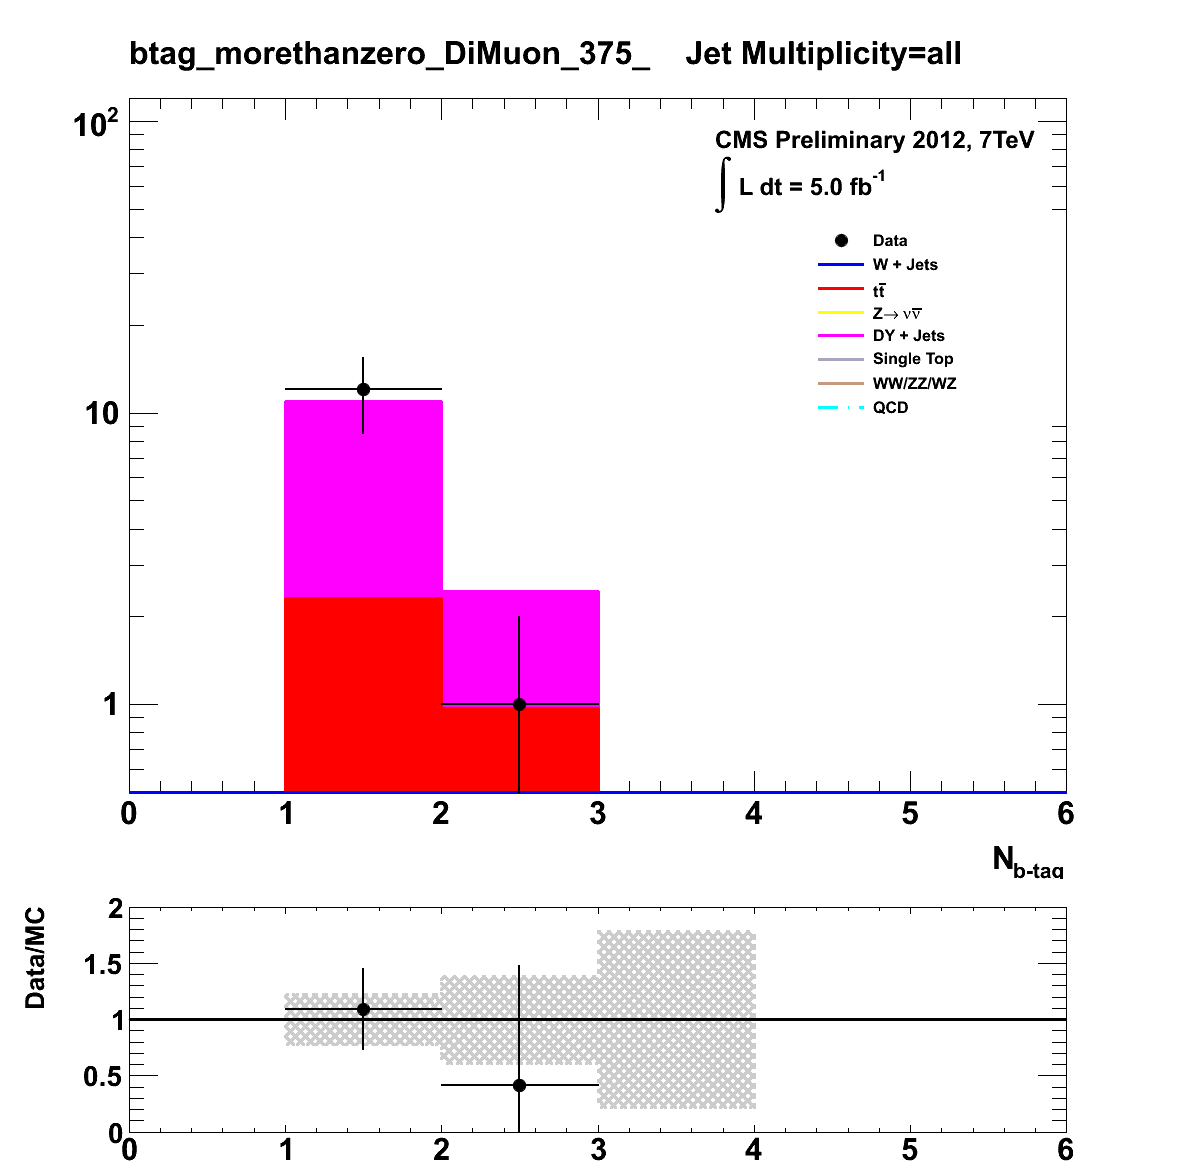 btag_morethanzero_DiMuon_375_ Jet Multiplicity=all
10²
CMS Preliminary 2012, 7TeV
∫ L dt = 5.0 fb⁻¹
Data
W + Jets
tt̅
Z→ νν̅
DY + Jets
Single Top
WW/ZZ/WZ
QCD
10
1
0 1 2 3 4 5 6
N b-tag
Data/MC
2
1.5
1
0.5
0
0 1 2 3 4 5 6